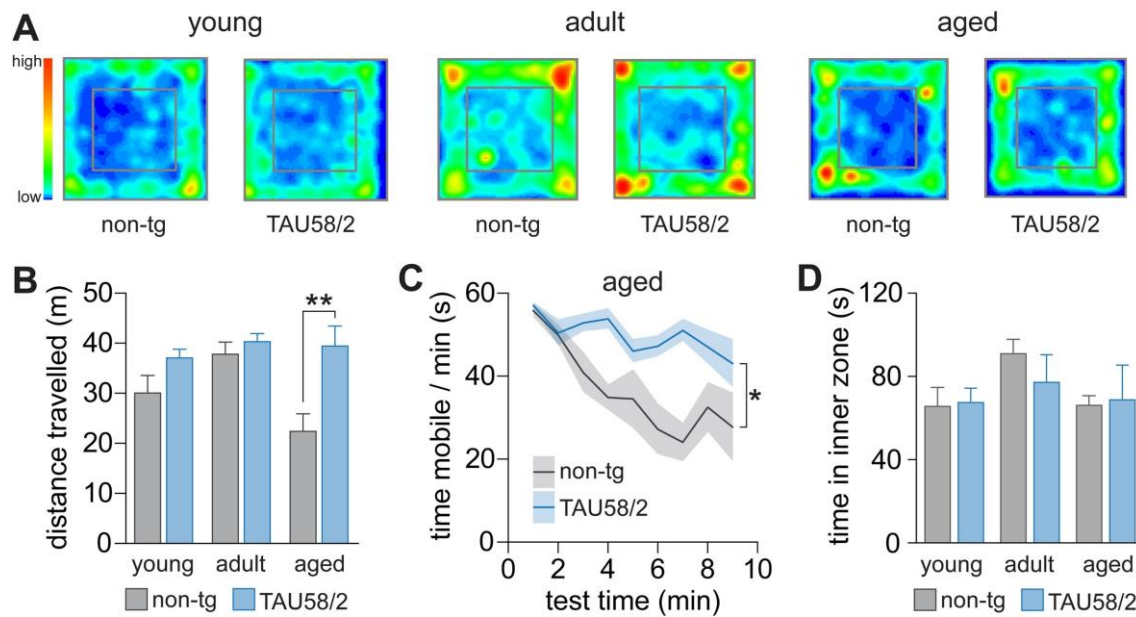 A
young
adult
aged
high
low
non-tg
TAU58/2
non-tg
TAU58/2
non-tg
TAU58/2
B
distance travelled (m)
50
40
30
20
10
0
**
young
adult
aged
non-tg
TAU58/2
C
aged
time mobile / min (s)
60
40
20
0
*
non-tg
TAU58/2
0
2
4
6
8
10
test time (min)
D
time in inner zone (s)
120
80
40
0
young
adult
aged
non-tg
TAU58/2